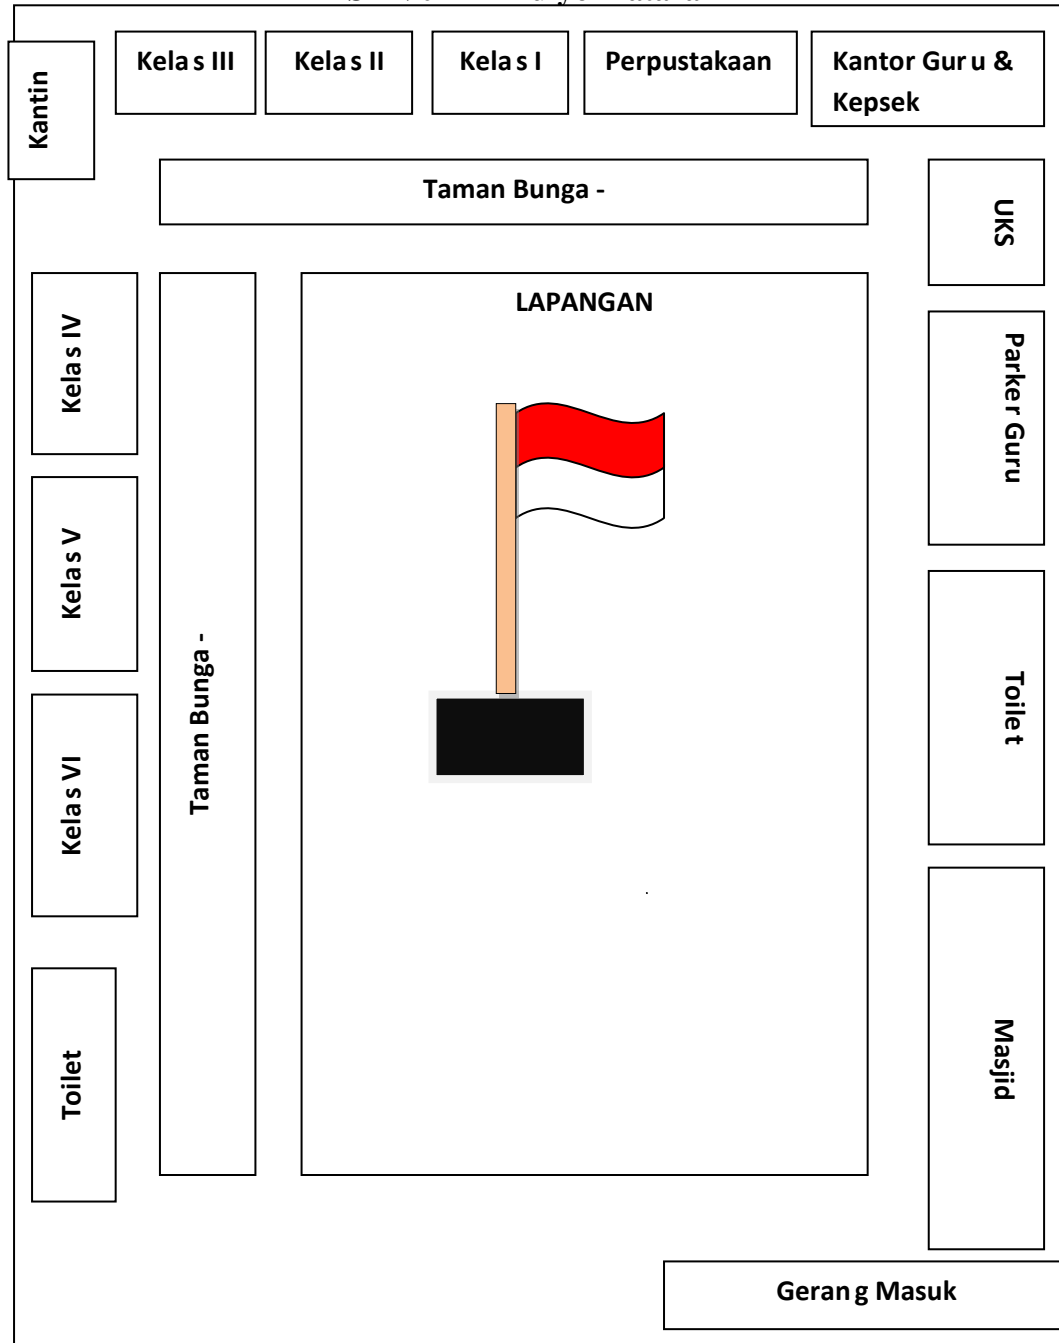 Kantin
Kelas III
Kelas II
Kelas I
Perpustakaan
Kantor Guru &
Kepsek
Taman Bunga -
UKS
LAPANGAN
Kelas IV
Parker Guru
Kelas V
Taman Bunga -
Toilet
Kelas VI
Toilet
Masjid
Gerang Masuk